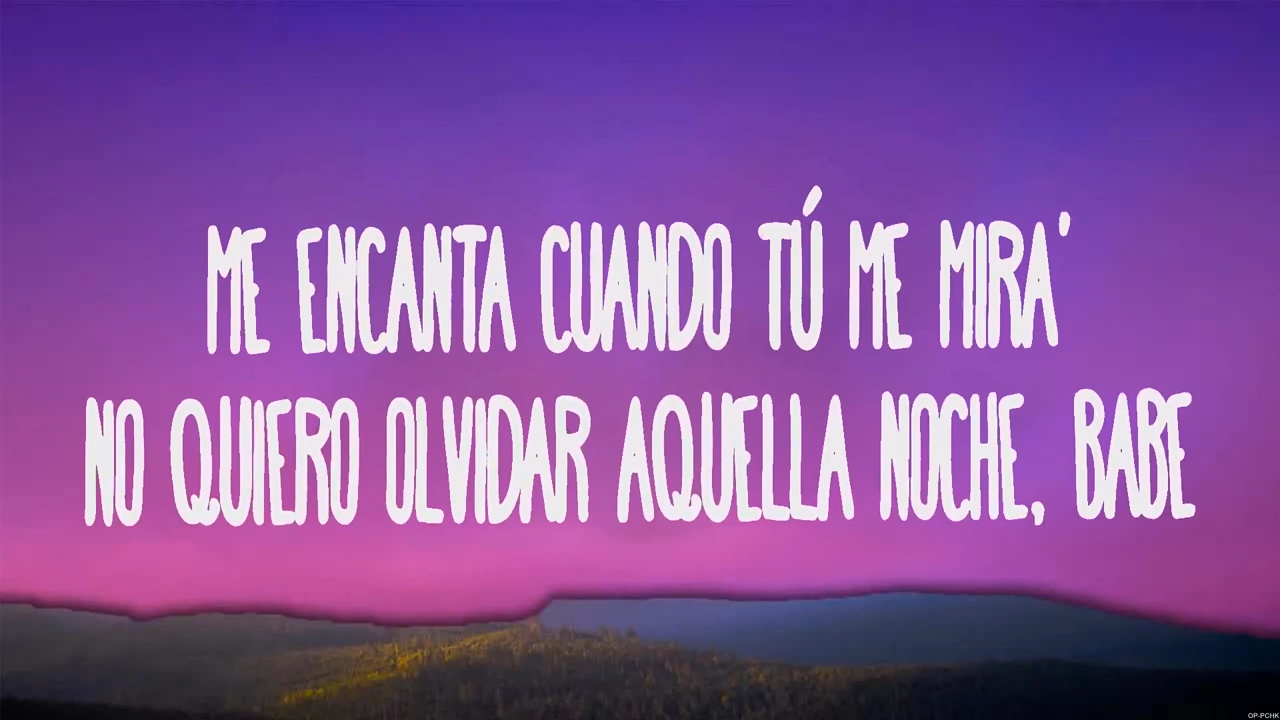 ME ENCANTA CUANDO TÚ ME MIRA'
NO QUIERO OLVIDAR AQUELLA NOCHE, BABE
OP-PCHK